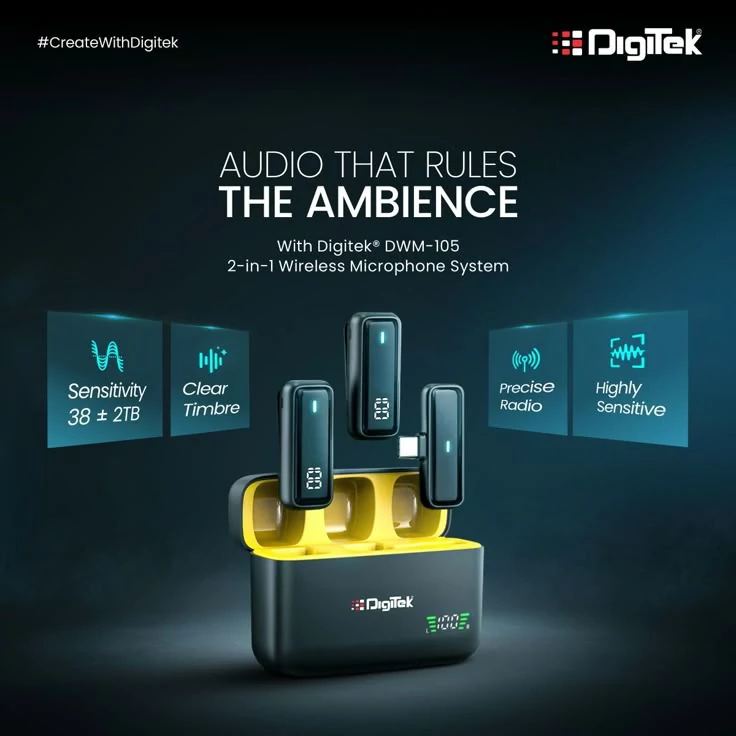 #CreateWithDigitek
DigiTek®
AUDIO THAT RULES
THE AMBIENCE
With Digitek® DWM-105
2-in-1 Wireless Microphone System
Sensitivity
38 ± 2TB
Clear
Timbre
Precise
Radio
Highly
Sensitive
DigiTek
100
L R